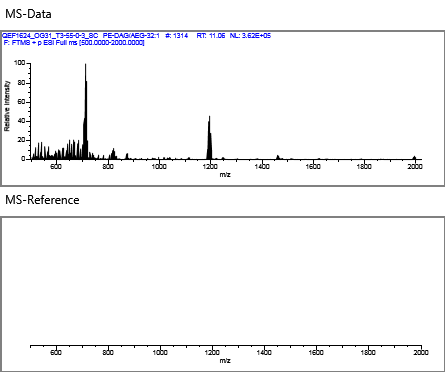 MS-Data
QEF1624_OG31_T3-55-0-3_SC PE-DAG/AEG-32:1 #: 1314 RT: 11.06 NL: 3.62E+05
F: FTMS + p ESI Full ms [500.0000-2000.0000]
Relative Intensity
100
80
60
40
20
0
600 800 1000 1200 1400 1600 1800 2000
m/z
MS-Reference
600 800 1000 1200 1400 1600 1800 2000
m/z